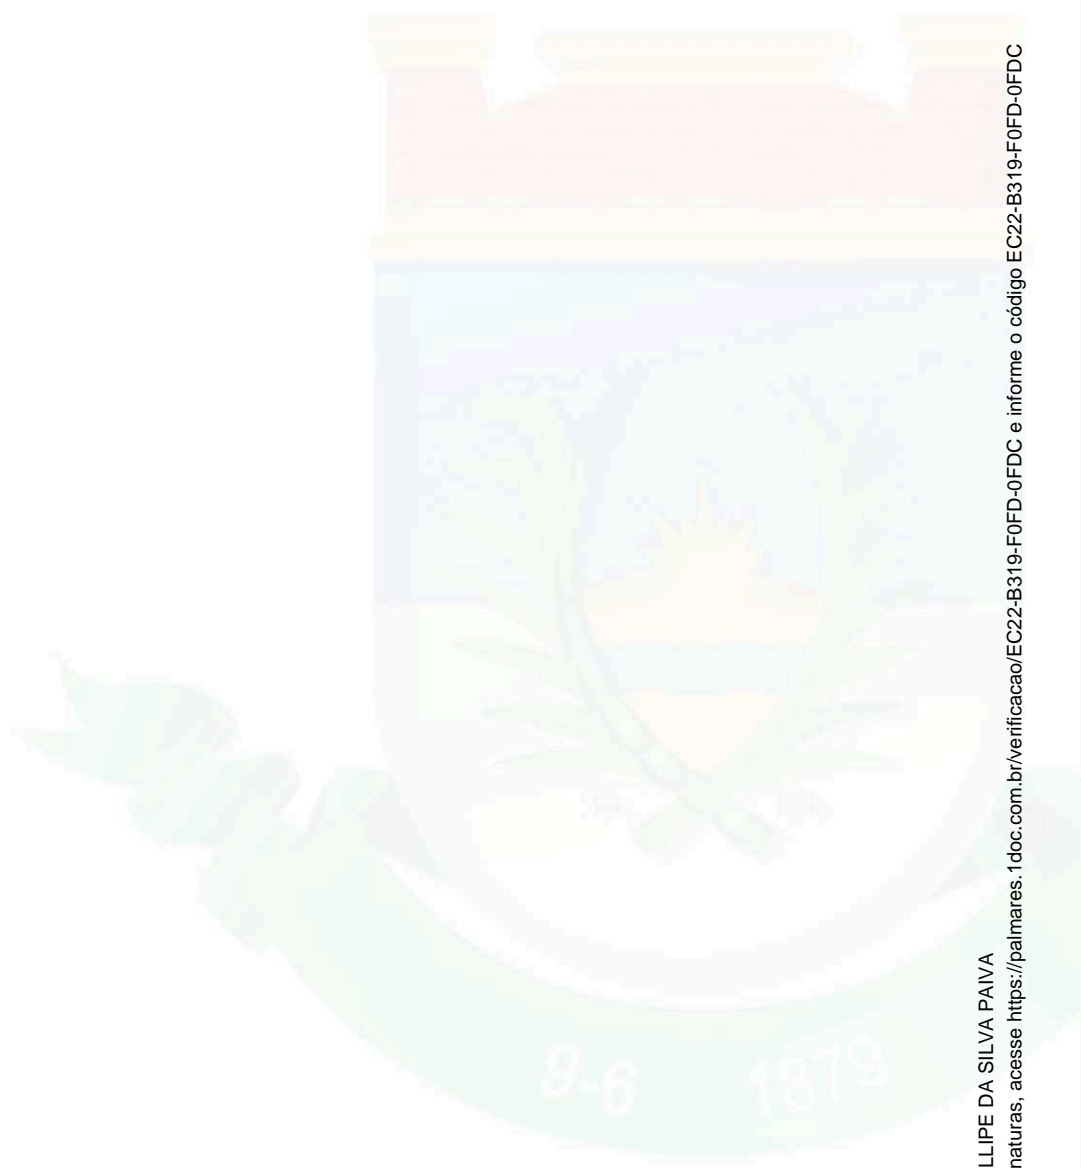 LLIPE DA SILVA PAIVA
naturas, acesse https://palmares.1doc.com.br/verificacao/EC22-B319-F0FD-0FDC e informe o código EC22-B319-F0FD-0FDC
9-6 1879